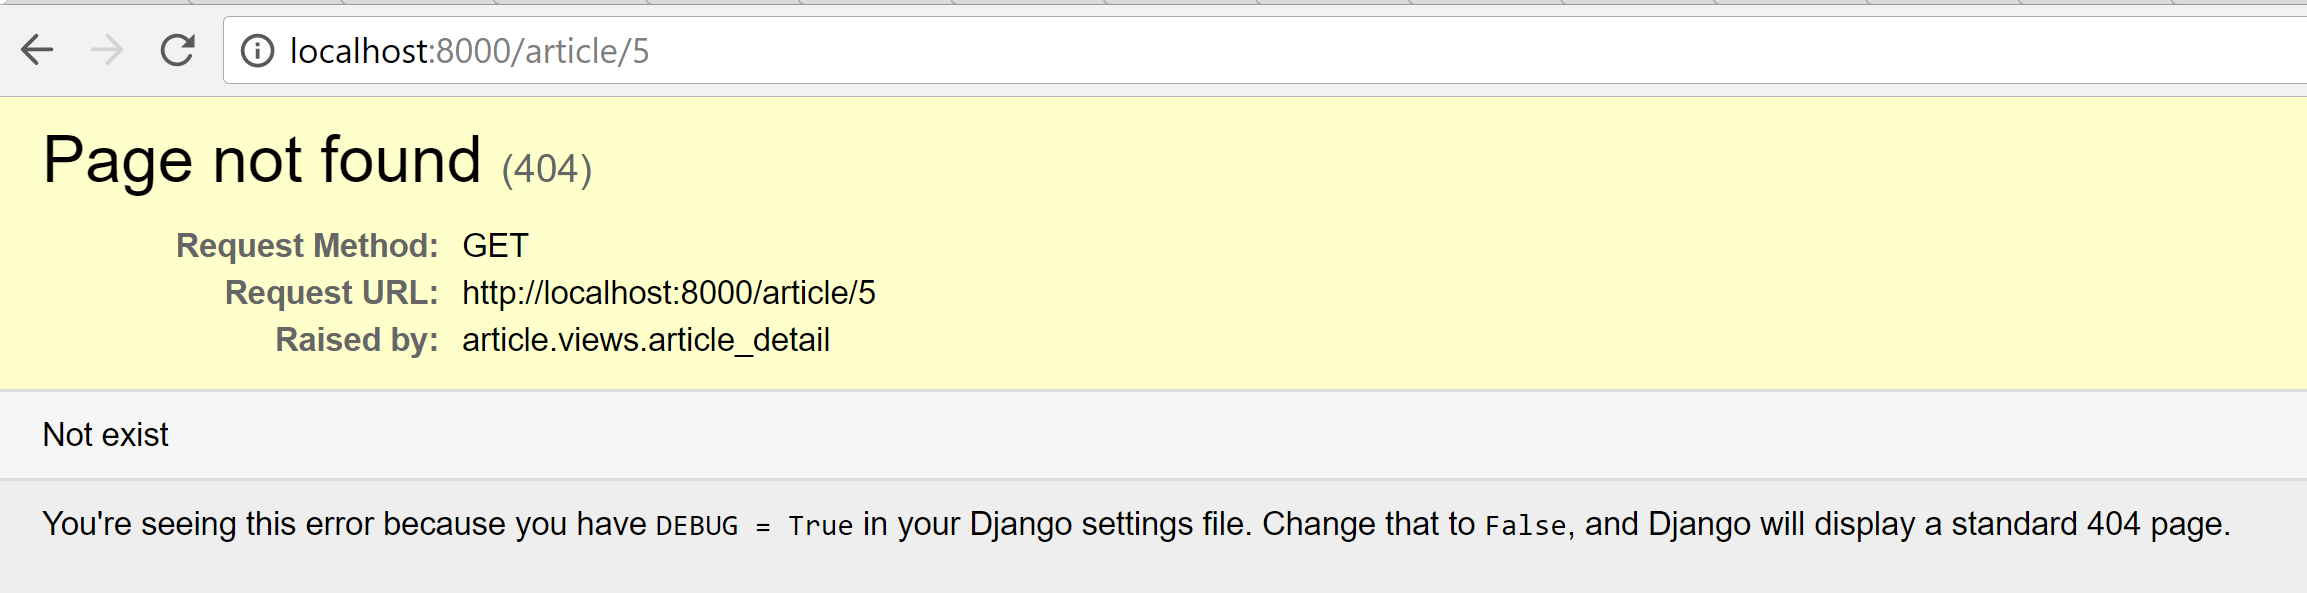 localhost:8000/article/5
Page not found (404)
Request Method: GET
Request URL: http://localhost:8000/article/5
Raised by: article.views.article_detail
Not exist
You're seeing this error because you have DEBUG = True in your Django settings file. Change that to False, and Django will display a standard 404 page.